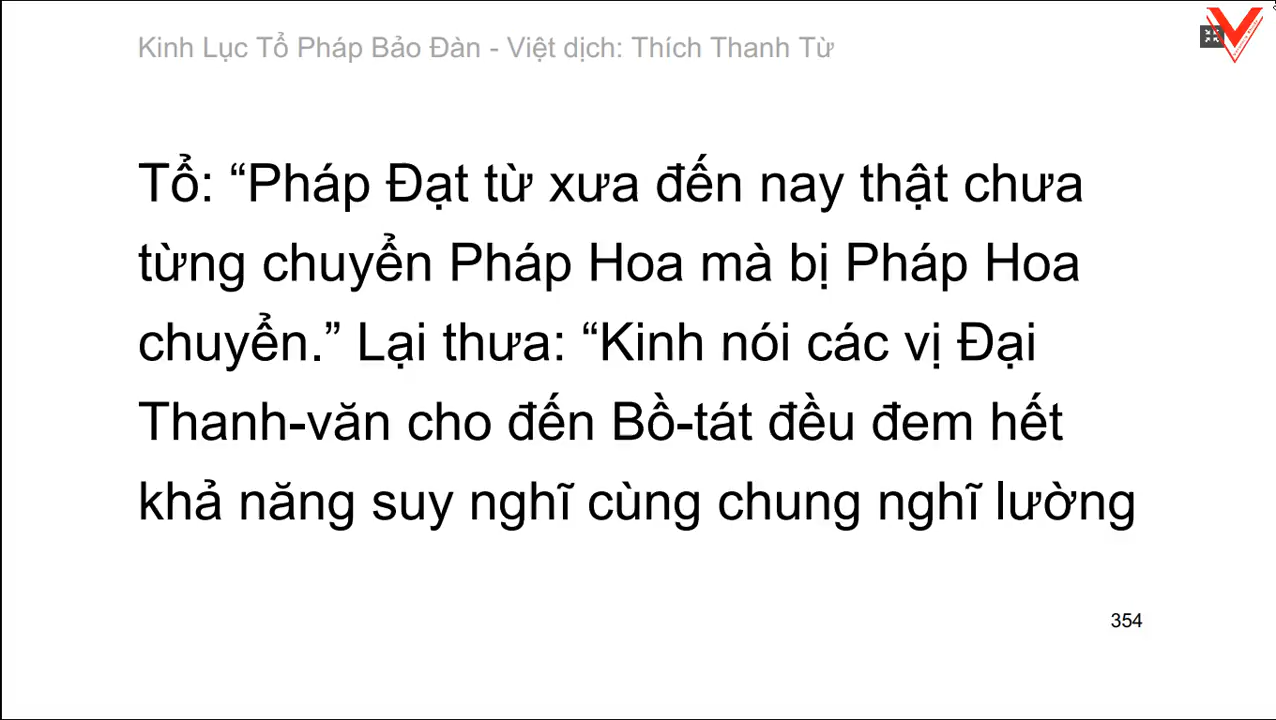 Kinh Lục Tổ Pháp Bảo Đàn - Việt dịch: Thích Thanh Từ
Tổ: “Pháp Đạt từ xưa đến nay thật chưa
từng chuyển Pháp Hoa mà bị Pháp Hoa
chuyển.” Lại thưa: “Kinh nói các vị Đại
Thanh-văn cho đến Bồ-tát đều đem hết
khả năng suy nghĩ cùng chung nghĩ lường
354